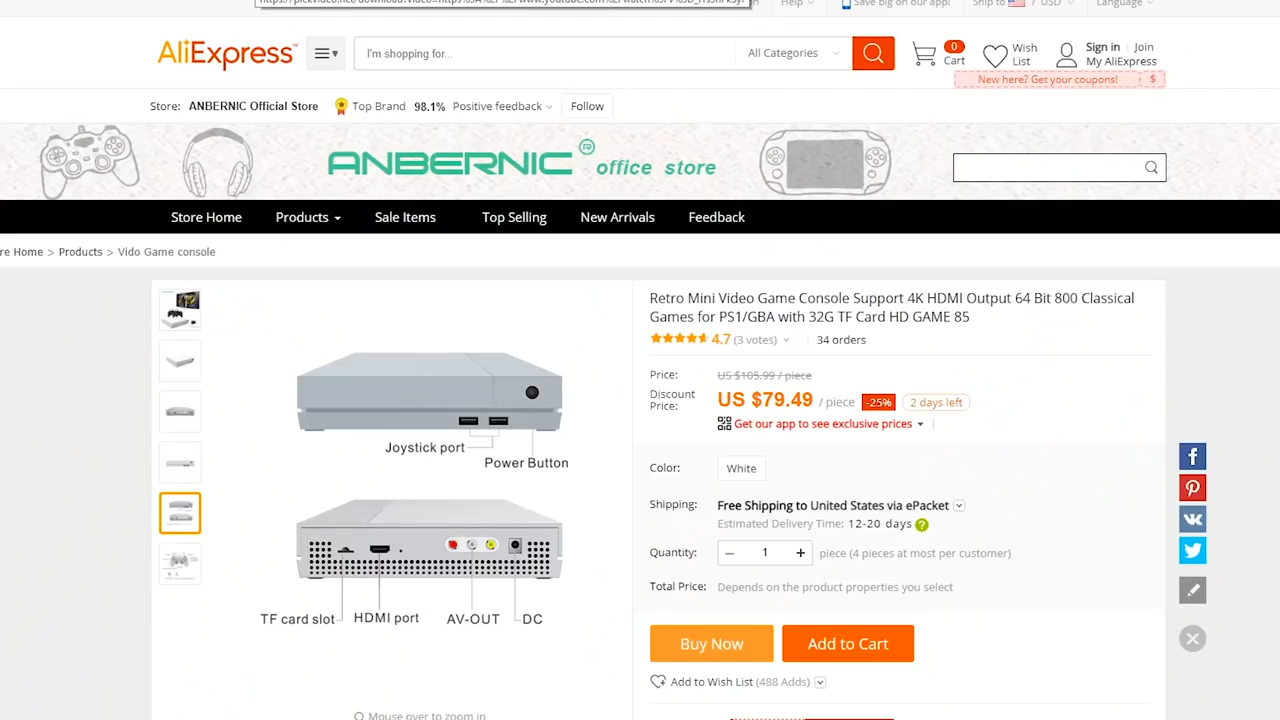 Help
Save big on our app!
Ship to / USD
Language
AliExpress™
I'm shopping for...
All Categories
0
Cart
Wish
List
Sign in | Join
My AliExpress
New here? Get your coupons! $
Store: ANBERNIC Official Store Top Brand 98.1% Positive feedback Follow
ANBERNIC® office store
Store Home Products Sale Items Top Selling New Arrivals Feedback
re Home > Products > Vido Game console
Retro Mini Video Game Console Support 4K HDMI Output 64 Bit 800 Classical
Games for PS1/GBA with 32G TF Card HD GAME 85
4.7 (3 votes) 34 orders
Price: US $105.99 / piece
Discount
Price: US $79.49 / piece -25% 2 days left
Get our app to see exclusive prices
Joystick port
Power Button
Color: White
Shipping: Free Shipping to United States via ePacket
Estimated Delivery Time: 12-20 days ?
Quantity: – 1 + piece (4 pieces at most per customer)
Total Price: Depends on the product properties you select
TF card slot HDMI port AV-OUT DC
Buy Now Add to Cart
Add to Wish List (488 Adds)
Mouse over to zoom in